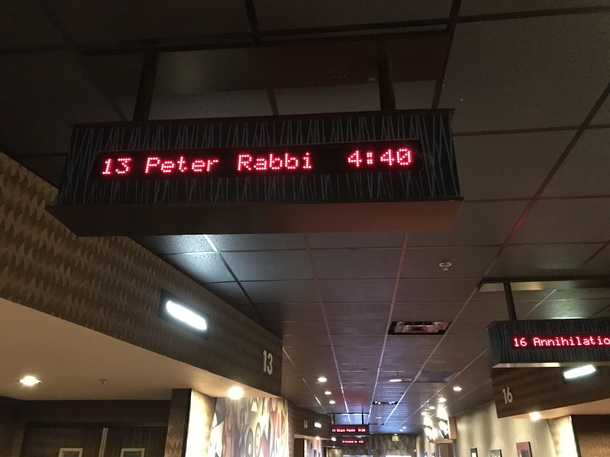 13 Peter Rabbi 4:40
16 Annihilatio
13
16